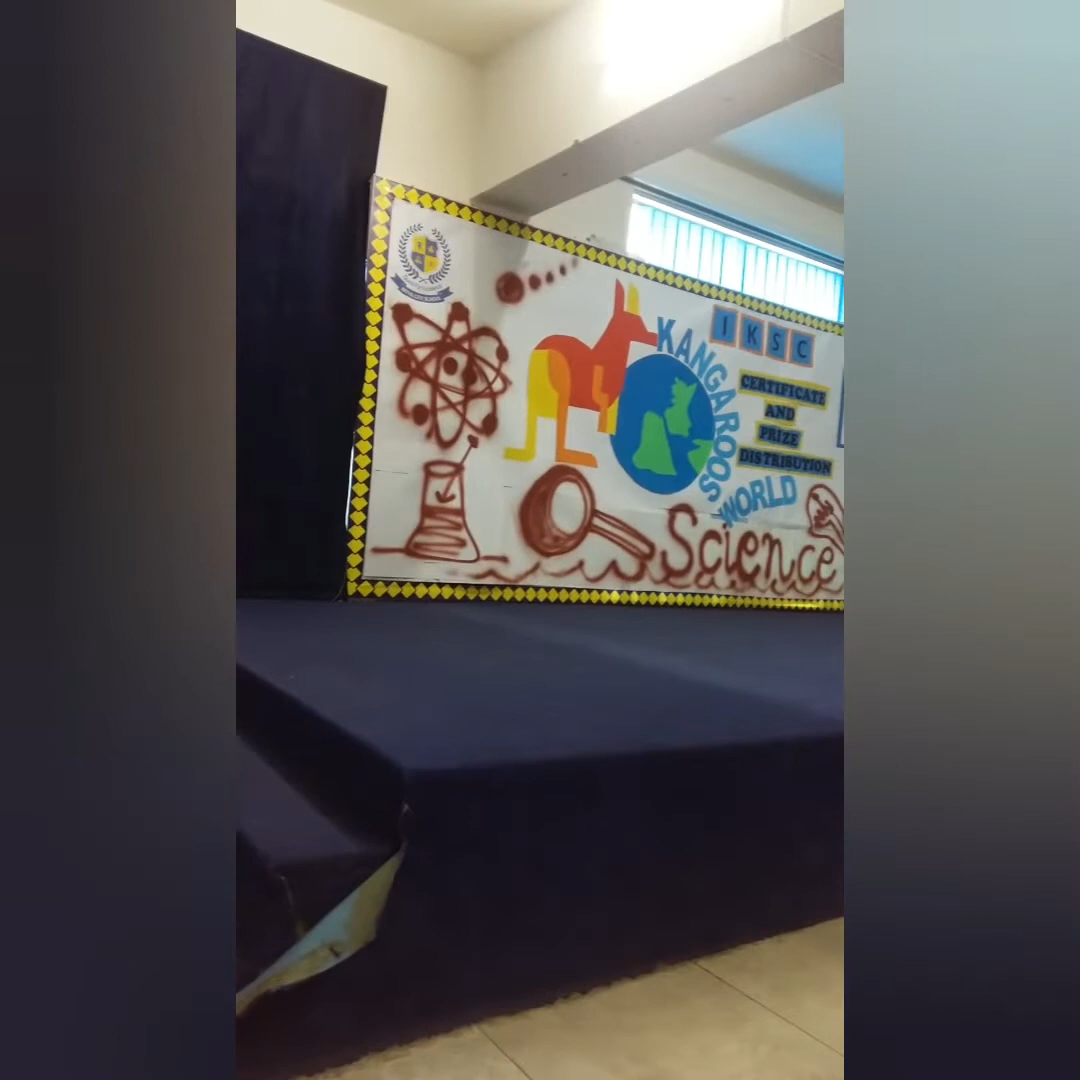 IKSC
KANGAROOS
WORLD
CERTIFICATE
AND
PRIZE
DISTRIBUTION
Science